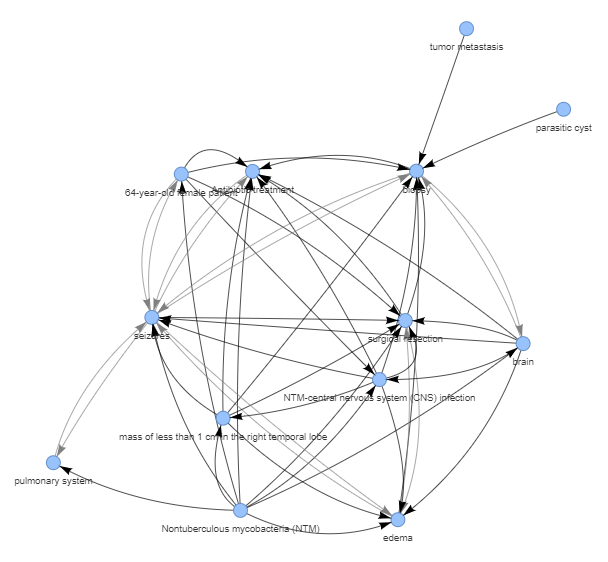 tumor metastasis
parasitic cyst
64-year-old female patient
Antibiotic treatment
biopsy
seizures
surgical resection
brain
NTM-central nervous system (CNS) infection
mass of less than 1 cm in the right temporal lobe
pulmonary system
Nontuberculous mycobacteria (NTM)
edema